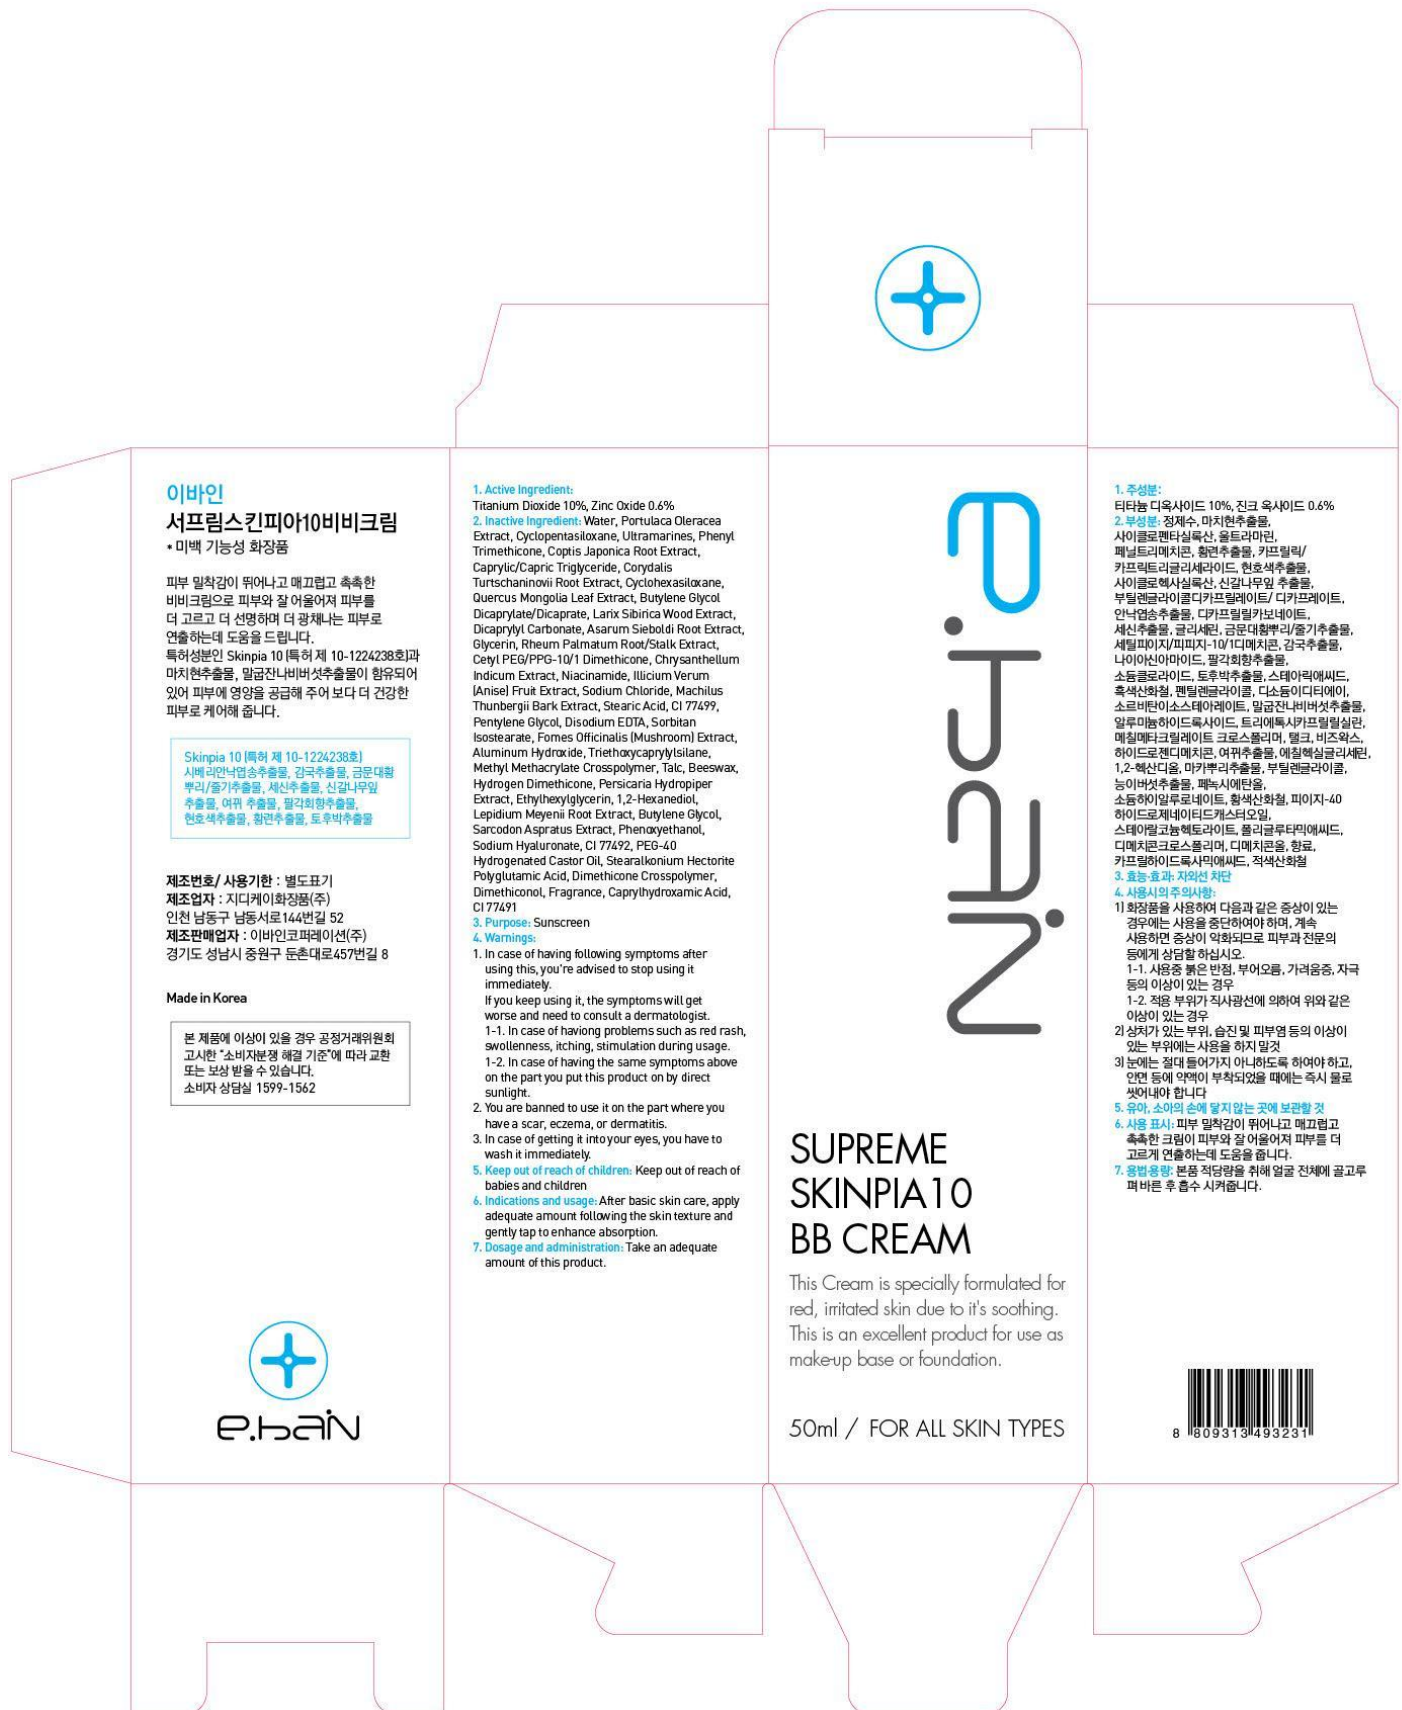 이바인
서프림스킨피아10비비크림
* 미백 기능성 화장품
피부 밀착감이 뛰어나고 매끄럽고 촉촉한
비비크림으로 피부와 잘 어울어져 피부를
더 고르고 더 선명하며 더 광채나는 피부로
연출하는데 도움을 드립니다.
특허성분인 Skinpia 10 (특허 제 10-1224238호)과
마치현추출물, 말굽잔나비버섯추출물이 함유되어
있어 피부에 영양을 공급해 주어 보다 더 건강한
피부로 케어해 줍니다.
Skinpia 10 (특허 제 10-1224238호)
시베리안낙엽송추출물, 감국추출물, 금문대황
뿌리/줄기추출물, 세신추출물, 신갈나무잎
추출물, 여뀌 추출물, 팔각회향추출물,
현호색추출물, 황련추출물, 토후박추출물
제조번호/ 사용기한 : 별도표기
제조업자 : 지디케이화장품(주)
인천 남동구 남동서로144번길 52
제조판매업자 : 이바인코퍼레이션(주)
경기도 성남시 중원구 둔촌대로457번길 8
Made in Korea
본 제품에 이상이 있을 경우 공정거래위원회
고시한 "소비자분쟁 해결 기준"에 따라 교환
또는 보상 받을 수 있습니다.
소비자 상담실 1599-1562
e.baiN
1. Active Ingredient:
Titanium Dioxide 10%, Zinc Oxide 0.6%
2. Inactive Ingredient: Water, Portulaca Oleracea
Extract, Cyclopentasiloxane, Ultramarines, Phenyl
Trimethicone, Coptis Japonica Root Extract,
Caprylic/Capric Triglyceride, Corydalis
Turtschaninovii Root Extract, Cyclohexasiloxane,
Quercus Mongolia Leaf Extract, Butylene Glycol
Dicaprylate/Dicaprate, Larix Sibirica Wood Extract,
Dicaprylyl Carbonate, Asarum Sieboldi Root Extract,
Glycerin, Rheum Palmatum Root/Stalk Extract,
Cetyl PEG/PPG-10/1 Dimethicone, Chrysanthellum
Indicum Extract, Niacinamide, Illicium Verum
(Anise) Fruit Extract, Sodium Chloride, Machilus
Thunbergii Bark Extract, Stearic Acid, CI 77499,
Pentylene Glycol, Disodium EDTA, Sorbitan
Isostearate, Fomes Officinalis (Mushroom) Extract,
Aluminum Hydroxide, Triethoxycaprylylsilane,
Methyl Methacrylate Crosspolymer, Talc, Beeswax,
Hydrogen Dimethicone, Persicaria Hydropiper
Extract, Ethylhexylglycerin, 1,2-Hexanediol,
Lepidium Meyenii Root Extract, Butylene Glycol,
Sarcodon Aspratus Extract, Phenoxyethanol,
Sodium Hyaluronate, CI 77492, PEG-40
Hydrogenated Castor Oil, Stearalkonium Hectorite
Polyglutamic Acid, Dimethicone Crosspolymer,
Dimethiconol, Fragrance, Caprylhydroxamic Acid,
CI 77491
3. Purpose: Sunscreen
4. Warnings:
1. In case of having following symptoms after
using this, you're advised to stop using it
immediately.
If you keep using it, the symptoms will get
worse and need to consult a dermatologist.
1-1. In case of haviong problems such as red rash,
swollenness, itching, stimulation during usage.
1-2. In case of having the same symptoms above
on the part you put this product on by direct
sunlight.
2. You are banned to use it on the part where you
have a scar, eczema, or dermatitis.
3. In case of getting it into your eyes, you have to
wash it immediately.
5. Keep out of reach of children: Keep out of reach of
babies and children
6. Indications and usage: After basic skin care, apply
adequate amount following the skin texture and
gently tap to enhance absorption.
7. Dosage and administration: Take an adequate
amount of this product.
e.baiN
SUPREME
SKINPIA10
BB CREAM
This Cream is specially formulated for
red, irritated skin due to it's soothing.
This is an excellent product for use as
make-up base or foundation.
50ml / FOR ALL SKIN TYPES
1. 주성분:
티타늄 디옥사이드 10%, 진크 옥사이드 0.6%
2. 부성분: 정제수, 마치현추출물,
사이클로펜타실록산, 울트라마린,
페닐트리메치콘, 황련추출물, 카프릴릭/
카프릭트리글리세라이드, 현호색추출물,
사이클로헥사실록산, 신갈나무잎 추출물,
부틸렌글라이콜디카프릴레이트/ 디카프레이트,
안낙엽송추출물, 디카프릴릴카보네이트,
세신추출물, 글리세린, 금문대황뿌리/줄기추출물,
세틸피이지/피피지-10/1디메치콘, 감국추출물,
나이아신아마이드, 팔각회향추출물,
소듐클로라이드, 토후박추출물, 스테아릭애씨드,
흑색산화철, 펜틸렌글라이콜, 디소듐이디티에이,
소르비탄이소스테아레이트, 말굽잔나비버섯추출물,
알루미늄하이드록사이드, 트리에톡시카프릴릴실란,
메칠메타크릴레이트 크로스폴리머, 탤크, 비즈왁스,
하이드로젠디메치콘, 여뀌추출물, 에칠헥실글리세린,
1,2-헥산디올, 마카뿌리추출물, 부틸렌글라이콜,
능이버섯추출물, 페녹시에탄올,
소듐하이알루로네이트, 황색산화철, 피이지-40
하이드로제네이티드캐스터오일,
스테아랄코늄헥토라이트, 폴리글루타믹애씨드,
디메치콘크로스폴리머, 디메치콘올, 향료,
카프릴하이드록사믹애씨드, 적색산화철
3. 효능·효과: 자외선 차단
4. 사용시의 주의사항:
1) 화장품을 사용하여 다음과 같은 증상이 있는
경우에는 사용을 중단하여야 하며, 계속
사용하면 증상이 악화되므로 피부과 전문의
등에게 상담할 하십시오.
1-1. 사용중 붉은 반점, 부어오름, 가려움증, 자극
등의 이상이 있는 경우
1-2. 적용 부위가 직사광선에 의하여 위와 같은
이상이 있는 경우
2) 상처가 있는 부위, 습진 및 피부염 등의 이상이
있는 부위에는 사용을 하지 말것
3) 눈에는 절대 들어가지 아니하도록 하여야 하고,
안면 등에 약액이 부착되었을 때에는 즉시 물로
씻어내야 합니다
5. 유아, 소아의 손에 닿지 않는 곳에 보관할 것
6. 사용 표시: 피부 밀착감이 뛰어나고 매끄럽고
촉촉한 크림이 피부와 잘 어울어져 피부를 더
고르게 연출하는데 도움을 줍니다.
7. 용법용량: 본품 적당량을 취해 얼굴 전체에 골고루
펴 바른 후 흡수 시켜줍니다.
8 809313 493231